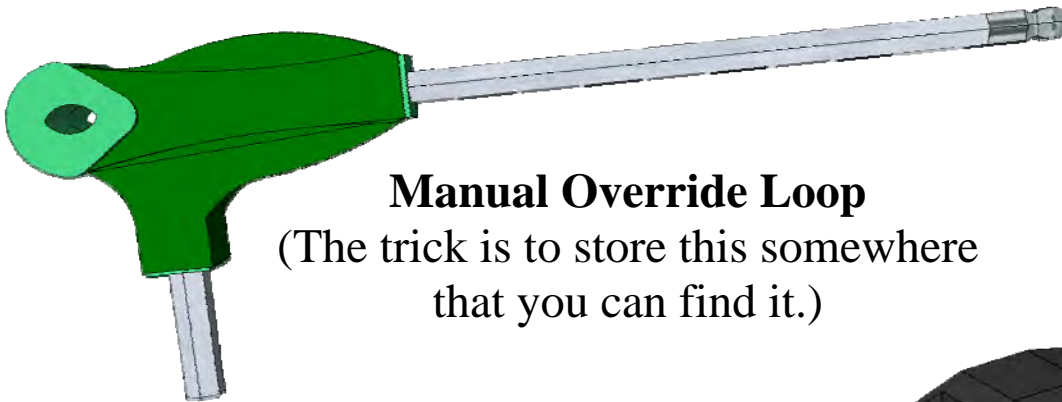 Manual Override Loop
(The trick is to store this somewhere
that you can find it.)